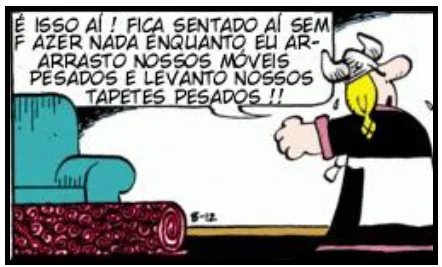 É ISSO AÍ! FICA SENTADO AÍ SEM
F AZER NADA ENQUANTO EU AR-
ARRASTO NOSSOS MÓVEIS
PESADOS E LEVANTO NOSSOS
TAPETES PESADOS!!
8-12